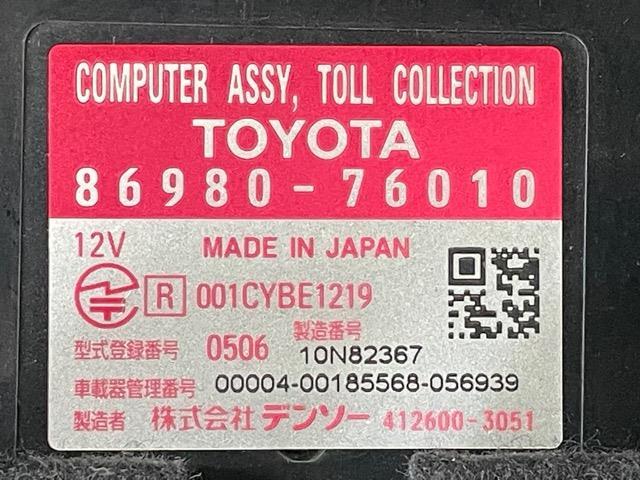 COMPUTER ASSY, TOLL COLLECTION
TOYOTA
86980-76010
12V MADE IN JAPAN
R 001CYBE1219
型式登録番号 0506 製造番号 10N82367
車載器管理番号 00004-00185568-056939
製造者 株式会社 デンソー 412600-3051